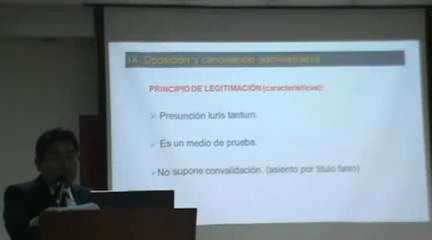 IX. Oposición y cancelación administrativa
PRINCIPIO DE LEGITIMACIÓN (características):
➢ Presunción Iuris tantum.
➢ Es un medio de prueba.
➢ No supone convalidación. (asiento por título falso)